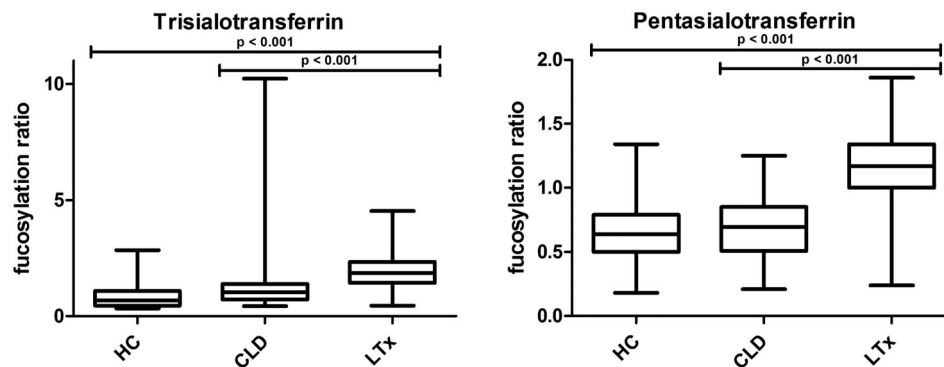 Trisialotransferrin
p < 0.001
p < 0.001
fucosylation ratio
10
5
0
HC
CLD
LTx
Pentasialotransferrin
p < 0.001
p < 0.001
fucosylation ratio
2.0
1.5
1.0
0.5
0.0
HC
CLD
LTx